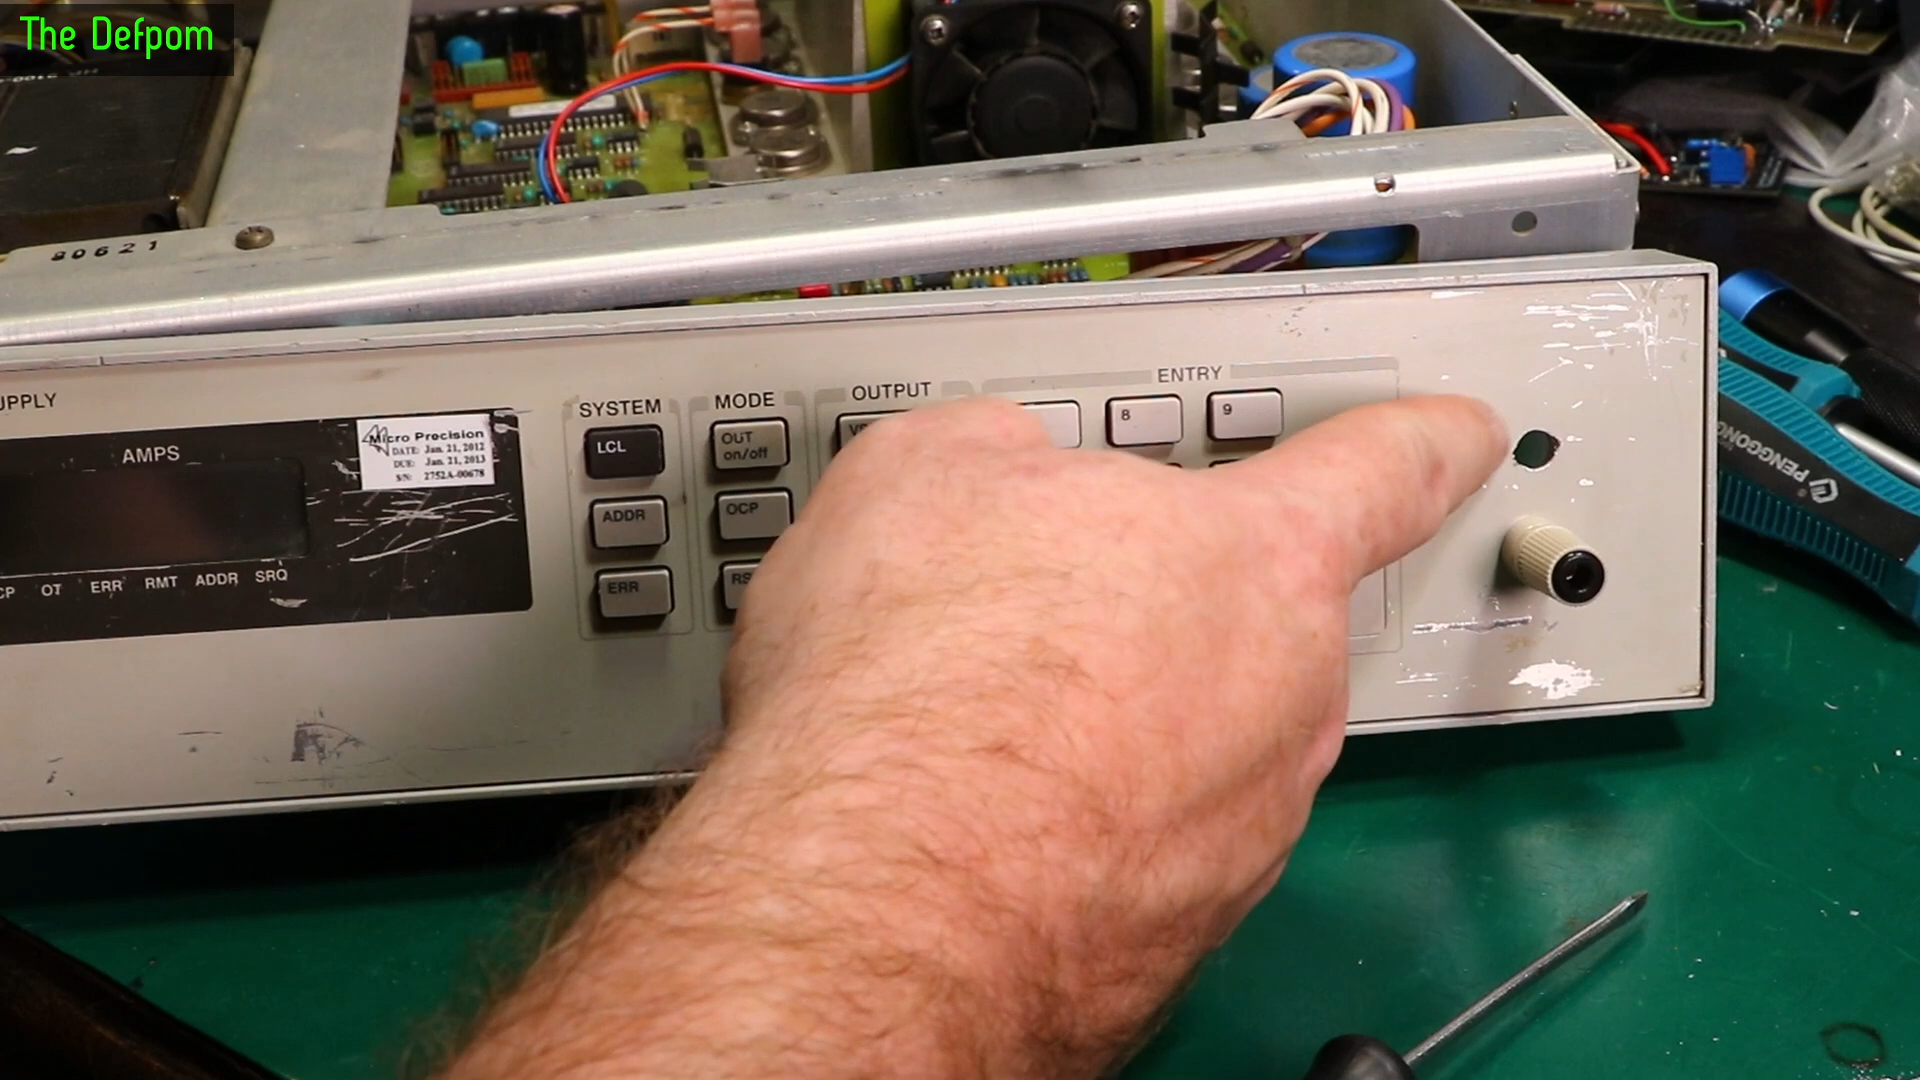 The Defpom
80621
UPPLY
AMPS
Micro Precision
DATE: Jan. 21, 2012
DUE: Jan. 21, 2013
S/N: 2752A-00678
CP OT ERR RMT ADDR SRQ
SYSTEM
LCL
ADDR
ERR
MODE
OUT
on/off
OCP
RS
OUTPUT
ENTRY
8
9
PENGGONG